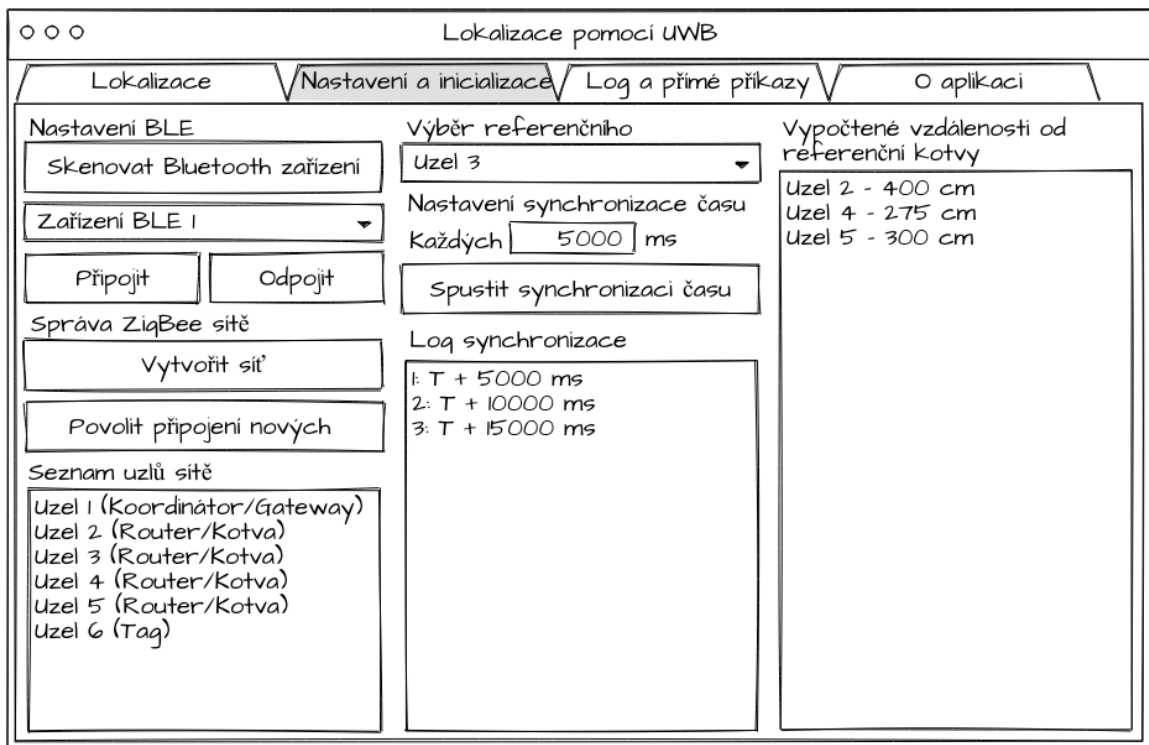 Lokalizace pomocí UWB
Lokalizace
Nastavení a inicializace
Log a přímé příkazy
O aplikaci
Nastavení BLE
Skenovat Bluetooth zařízení
Zařízení BLE 1
Připojit
Odpojit
Správa ZigBee sítě
Vytvořit síť
Povolit připojení nových
Seznam uzlů sítě
Uzel 1 (Koordinátor/Gateway)
Uzel 2 (Router/Kotva)
Uzel 3 (Router/Kotva)
Uzel 4 (Router/Kotva)
Uzel 5 (Router/Kotva)
Uzel 6 (Tag)
Výběr referenčního
Uzel 3
Nastavení synchronizace času
Každých 5000 ms
Spustit synchronizaci času
Log synchronizace
1: T + 5000 ms
2: T + 10000 ms
3: T + 15000 ms
Vypočtené vzdálenosti od
referenční kotvy
Uzel 2 - 400 cm
Uzel 4 - 275 cm
Uzel 5 - 300 cm